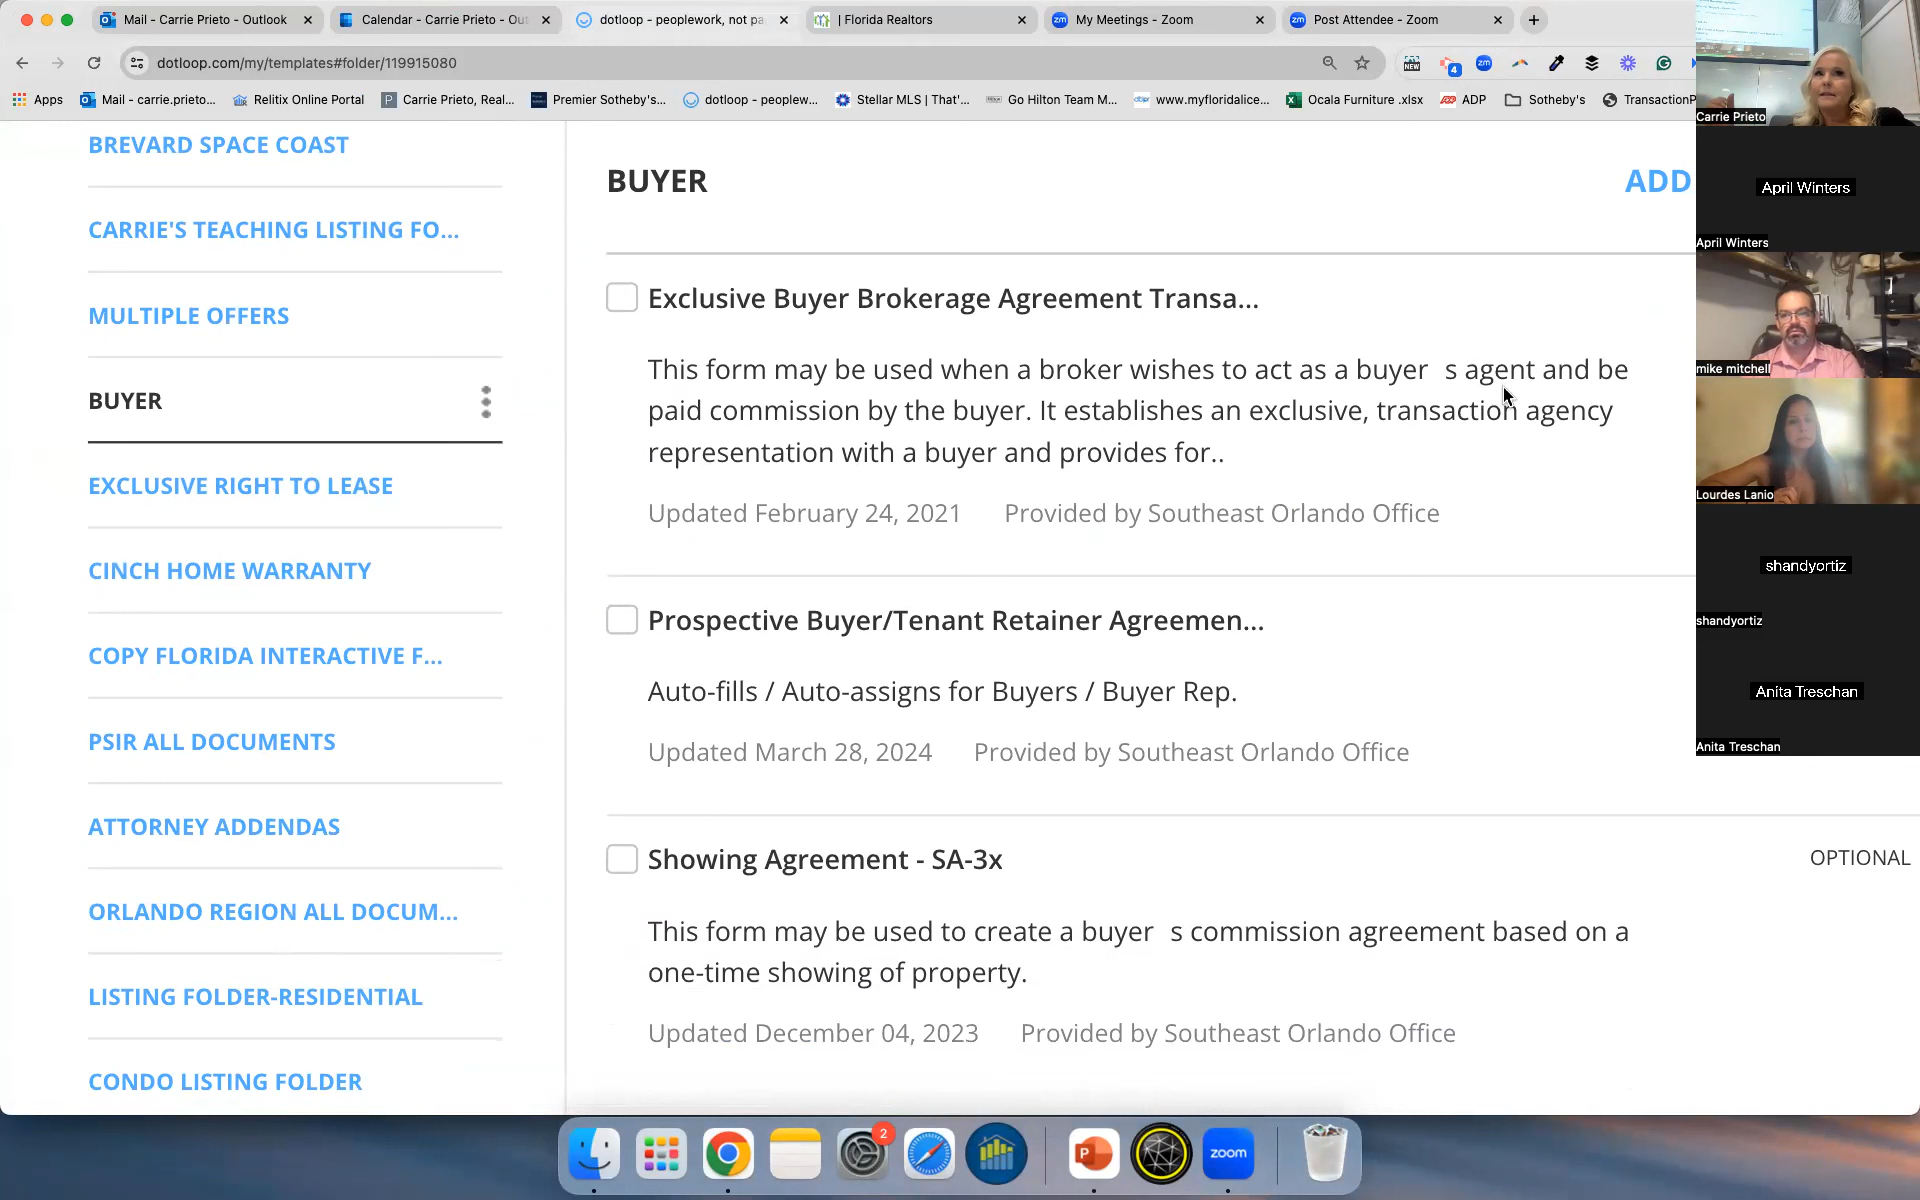 Mail - Carrie Prieto - Outlook
Calendar - Carrie Prieto - Out
dotloop - peoplework, not pa
| Florida Realtors
My Meetings - Zoom
Post Attendee - Zoom
dotloop.com/my/templates#folder/119915080
NEW
4
zm
Apps
Mail - carrie.prieto...
Relitix Online Portal
Carrie Prieto, Real...
Premier Sotheby's...
dotloop - peoplew...
Stellar MLS | That'...
Go Hilton Team M...
www.myfloridalice...
Ocala Furniture .xlsx
ADP
Sotheby's
TransactionP
BREVARD SPACE COAST
CARRIE'S TEACHING LISTING FO...
MULTIPLE OFFERS
BUYER
EXCLUSIVE RIGHT TO LEASE
CINCH HOME WARRANTY
COPY FLORIDA INTERACTIVE F...
PSIR ALL DOCUMENTS
ATTORNEY ADDENDAS
ORLANDO REGION ALL DOCUM...
LISTING FOLDER-RESIDENTIAL
CONDO LISTING FOLDER
BUYER
ADD
Exclusive Buyer Brokerage Agreement Transa...
This form may be used when a broker wishes to act as a buyer s agent and be
paid commission by the buyer. It establishes an exclusive, transaction agency
representation with a buyer and provides for..
Updated February 24, 2021 Provided by Southeast Orlando Office
Prospective Buyer/Tenant Retainer Agreemen...
Auto-fills / Auto-assigns for Buyers / Buyer Rep.
Updated March 28, 2024 Provided by Southeast Orlando Office
Showing Agreement - SA-3x
OPTIONAL
This form may be used to create a buyer s commission agreement based on a
one-time showing of property.
Updated December 04, 2023 Provided by Southeast Orlando Office
Carrie Prieto
April Winters
April Winters
mike mitchell
Lourdes Lanio
shandyortiz
shandyortiz
Anita Treschan
Anita Treschan
2
zoom